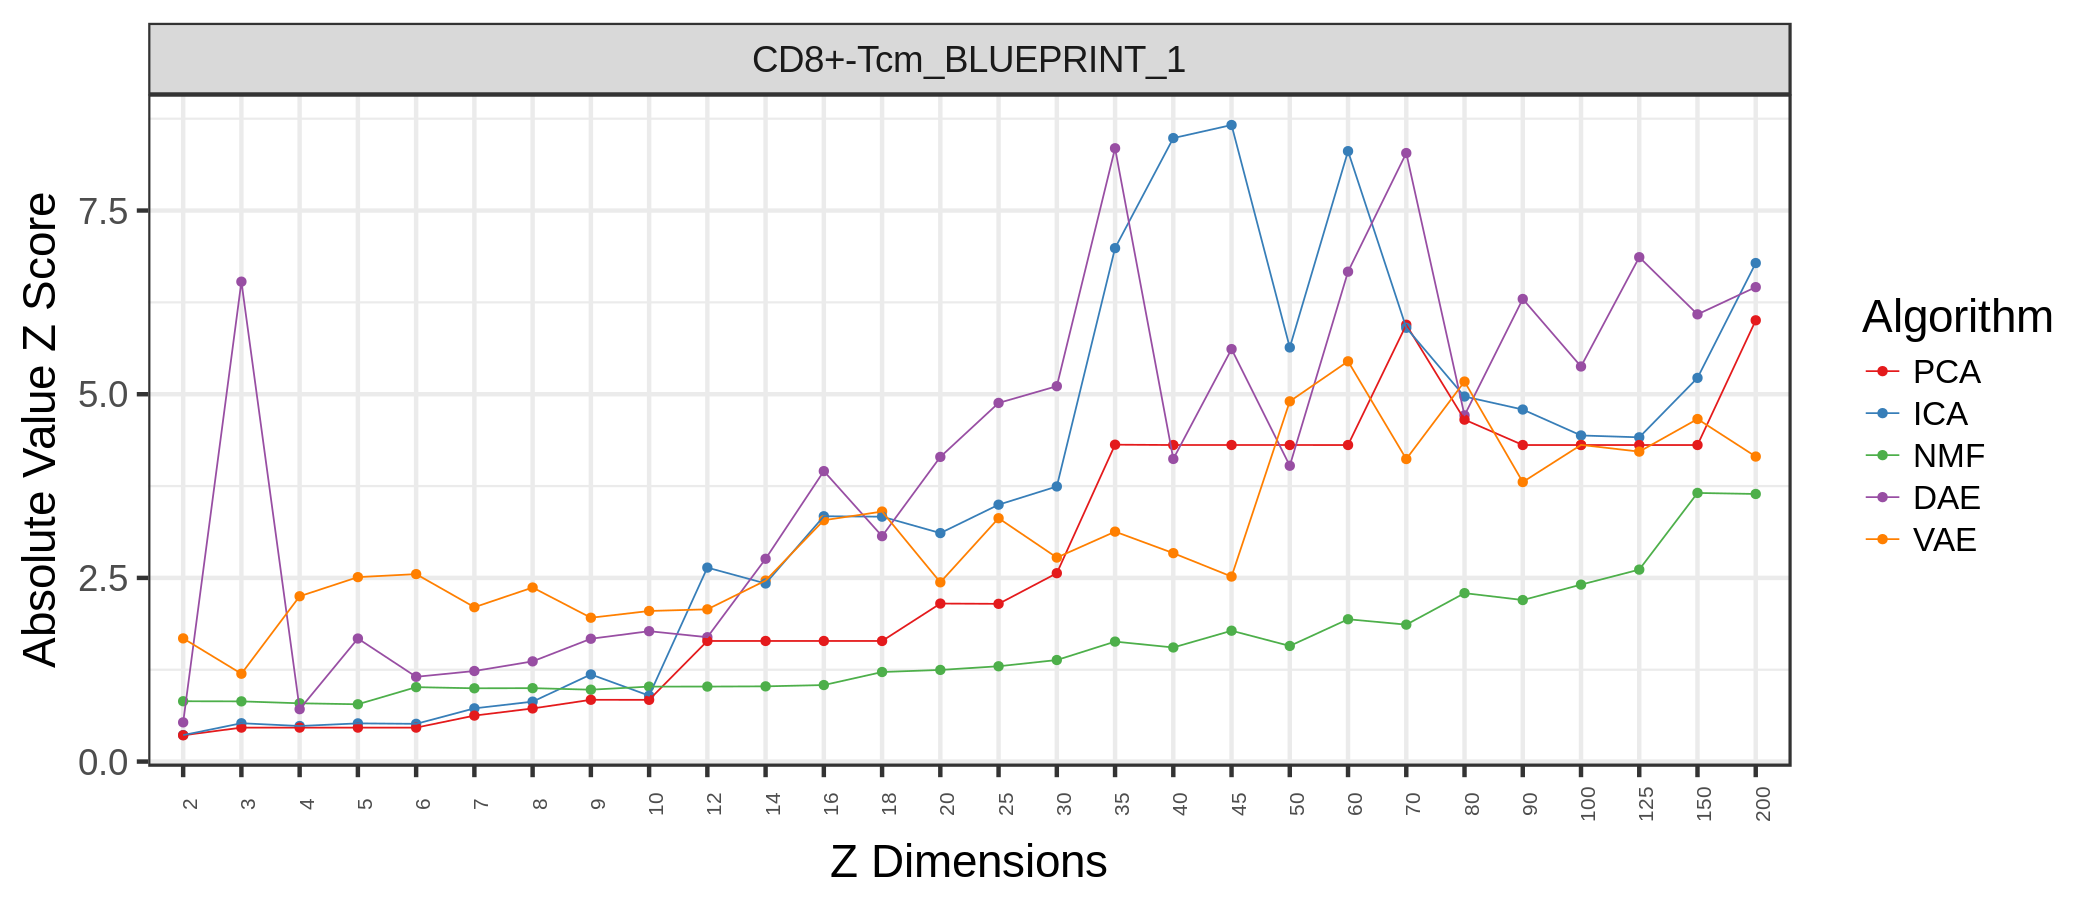 CD8+-Tcm_BLUEPRINT_1
Absolute Value Z Score
7.5
5.0
2.5
0.0
2 3 4 5 6 7 8 9 10 12 14 16 18 20 25 30 35 40 45 50 60 70 80 90 100 125 150 200
Z Dimensions
Algorithm
PCA
ICA
NMF
DAE
VAE